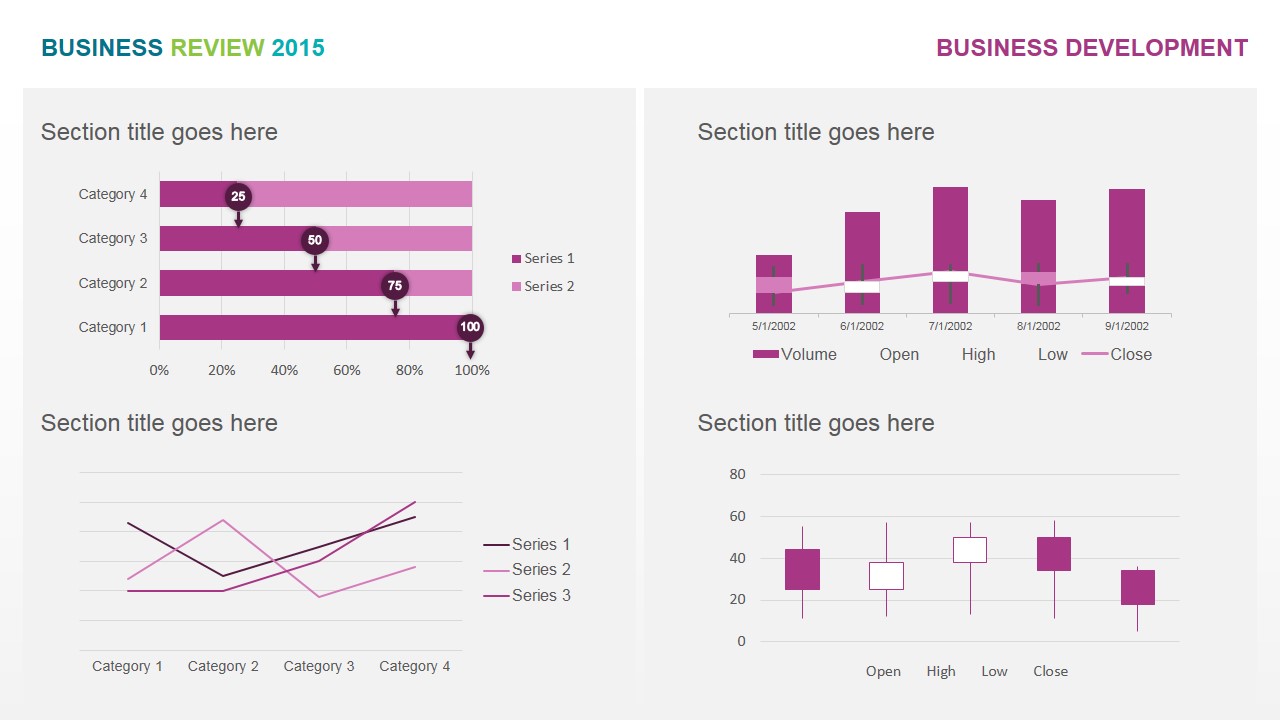 BUSINESS REVIEW 2015
BUSINESS DEVELOPMENT
Section title goes here
Category 4
25
Category 3
50
Category 2
75
Category 1
100
0% 20% 40% 60% 80% 100%
Series 1
Series 2
Section title goes here
5/1/2002 6/1/2002 7/1/2002 8/1/2002 9/1/2002
Volume Open High Low Close
Section title goes here
Series 1
Series 2
Series 3
Category 1 Category 2 Category 3 Category 4
Section title goes here
80
60
40
20
0
Open High Low Close